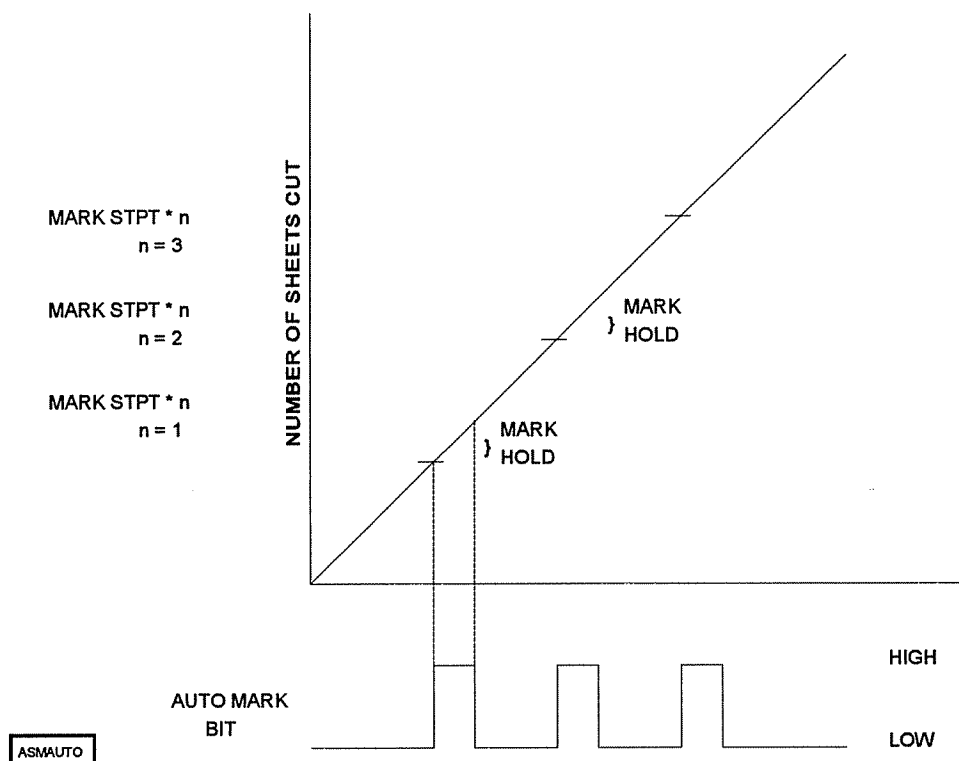 MARK STPT * n
n = 3
MARK STPT * n
n = 2
MARK STPT * n
n = 1
NUMBER OF SHEETS CUT
} MARK
HOLD
} MARK
HOLD
AUTO MARK
BIT
HIGH
LOW
ASMAUTO